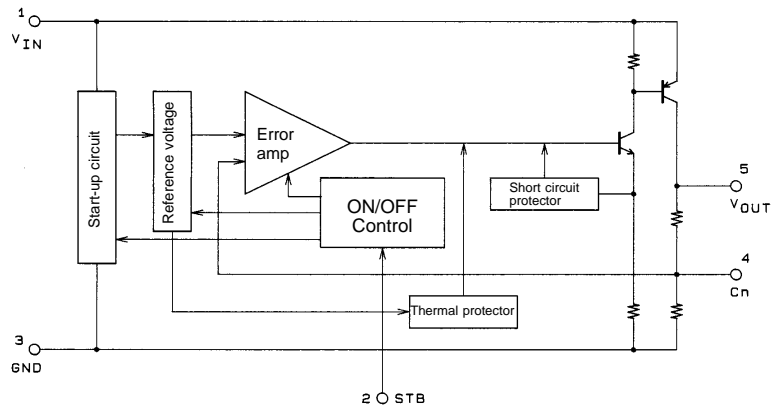 1
VIN
Start-up circuit
Reference voltage
Error
amp
ON/OFF
Control
Short circuit
protector
5
VOUT
4
Cn
Thermal protector
3
GND
2 STB